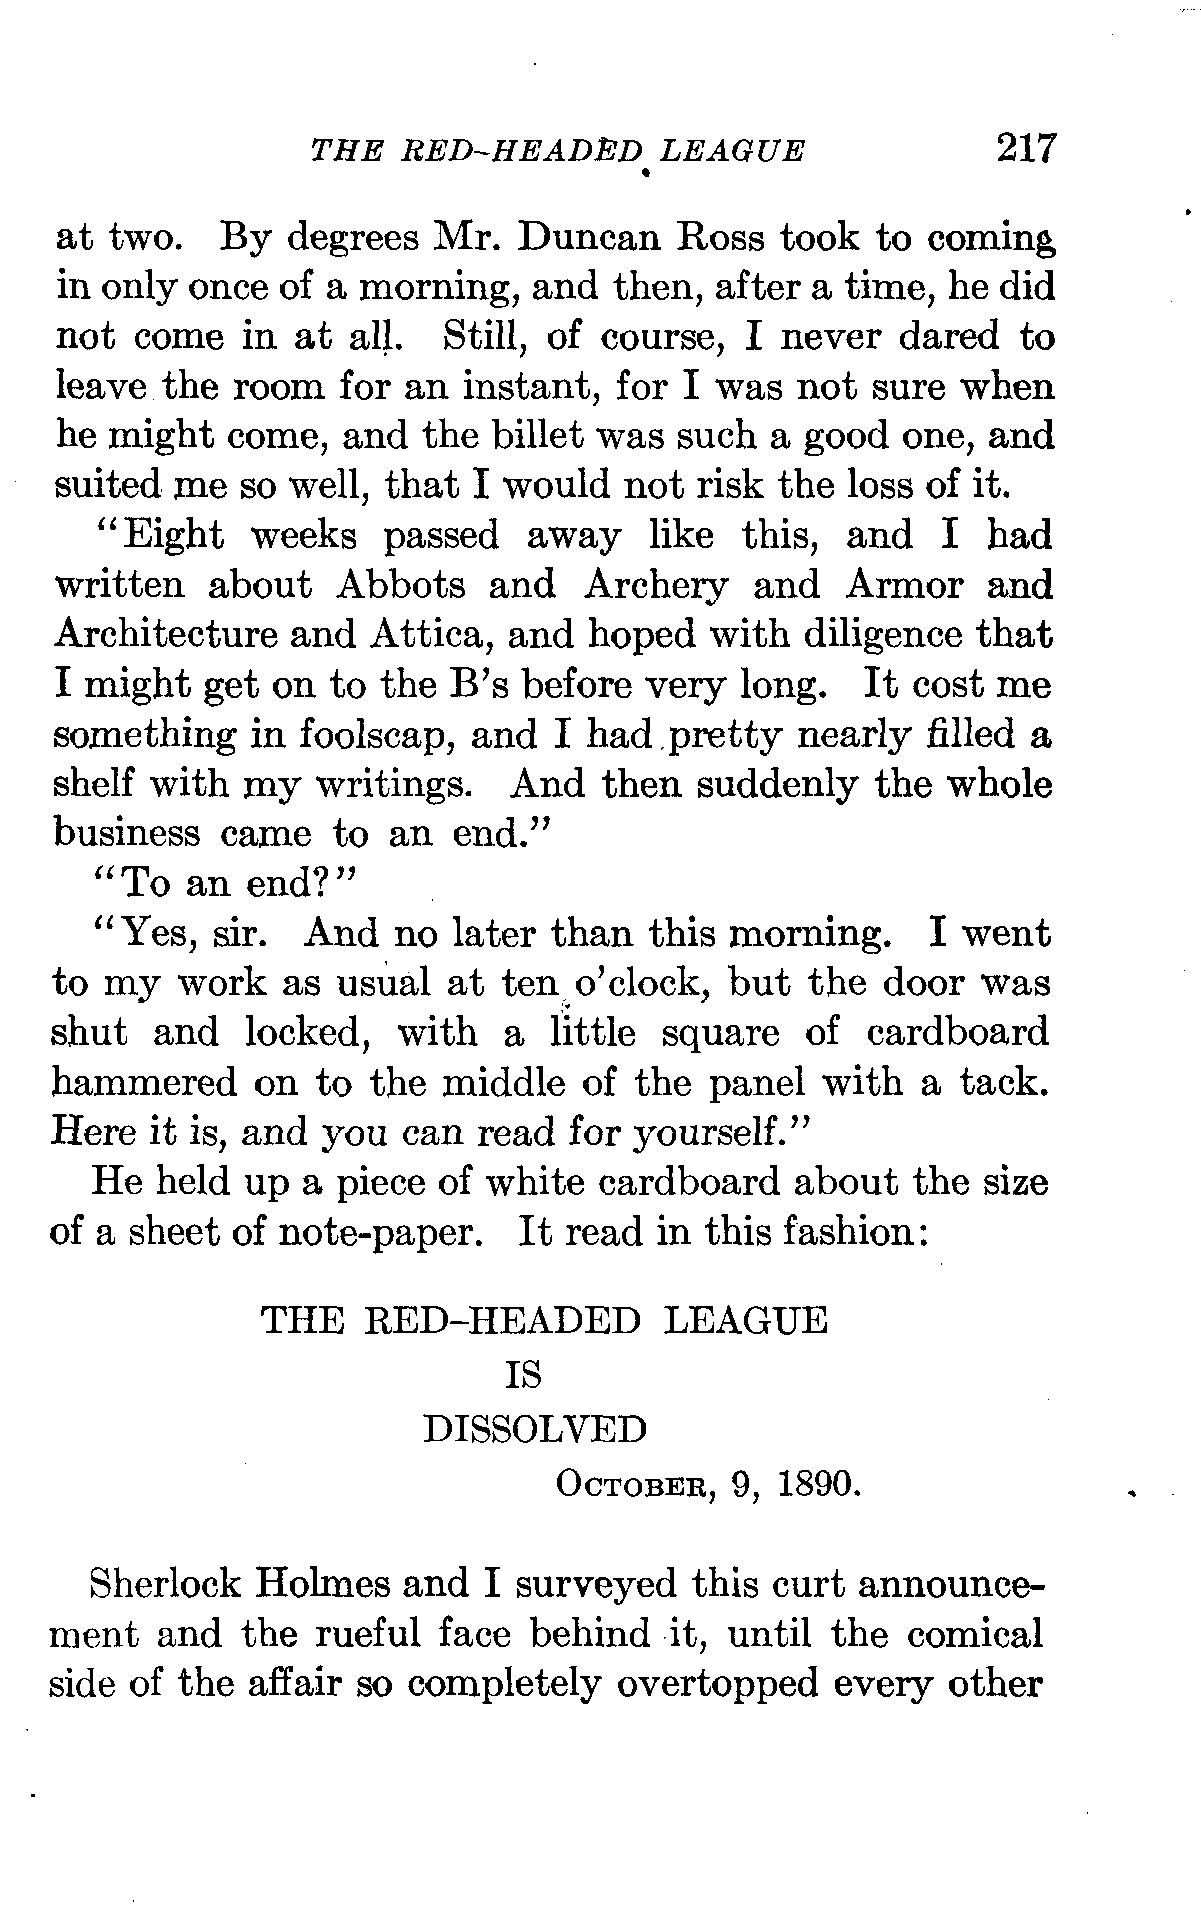 THE RED-HEADED LEAGUE 217
at two. By degrees Mr. Duncan Ross took to coming
in only once of a morning, and then, after a time, he did
not come in at all. Still, of course, I never dared to
leave the room for an instant, for I was not sure when
he might come, and the billet was such a good one, and
suited me so well, that I would not risk the loss of it.
"Eight weeks passed away like this, and I had
written about Abbots and Archery and Armor and
Architecture and Attica, and hoped with diligence that
I might get on to the B's before very long. It cost me
something in foolscap, and I had pretty nearly filled a
shelf with my writings. And then suddenly the whole
business came to an end."
"To an end?"
"Yes, sir. And no later than this morning. I went
to my work as usual at ten o'clock, but the door was
shut and locked, with a little square of cardboard
hammered on to the middle of the panel with a tack.
Here it is, and you can read for yourself."
He held up a piece of white cardboard about the size
of a sheet of note-paper. It read in this fashion:
THE RED-HEADED LEAGUE
IS
DISSOLVED
OCTOBER, 9, 1890.
Sherlock Holmes and I surveyed this curt announce-
ment and the rueful face behind it, until the comical
side of the affair so completely overtopped every other